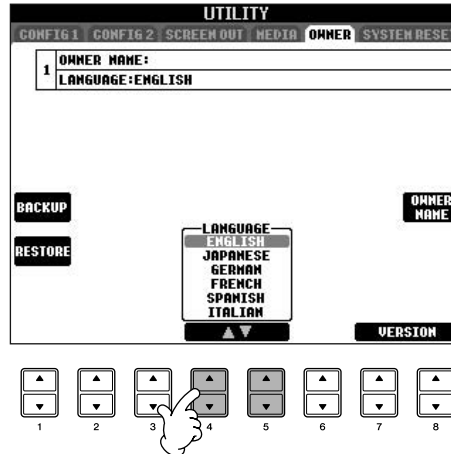 UTILITY
CONFIG 1 CONFIG 2 SCREEN OUT MEDIA OWNER SYSTEM RESET
1 OWNER NAME:
LANGUAGE:ENGLISH
BACKUP
OWNER NAME
RESTORE
LANGUAGE
ENGLISH
JAPANESE
GERMAN
FRENCH
SPANISH
ITALIAN
VERSION
1 2 3 4 5 6 7 8